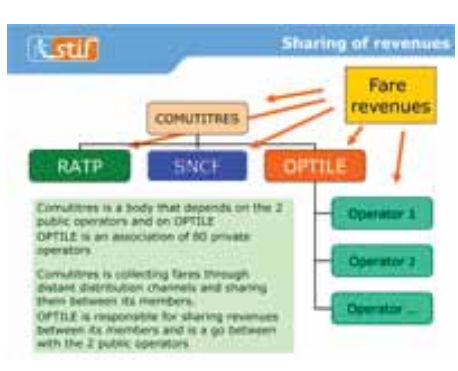 stif
Sharing of revenues
Fare
revenues
COMUTITRES
RATP
SNCF
OPTILE
Operator 1
Operator 2
Operator ...
Comutitres is a body that depends on the 2
public operators and on OPTILE
OPTILE is an association of 80 private
operators
Comutitres is collecting fares through
distant distribution channels and sharing
them between its members.
OPTILE is responsible for sharing revenues
between its members and is a go between
with the 2 public operators